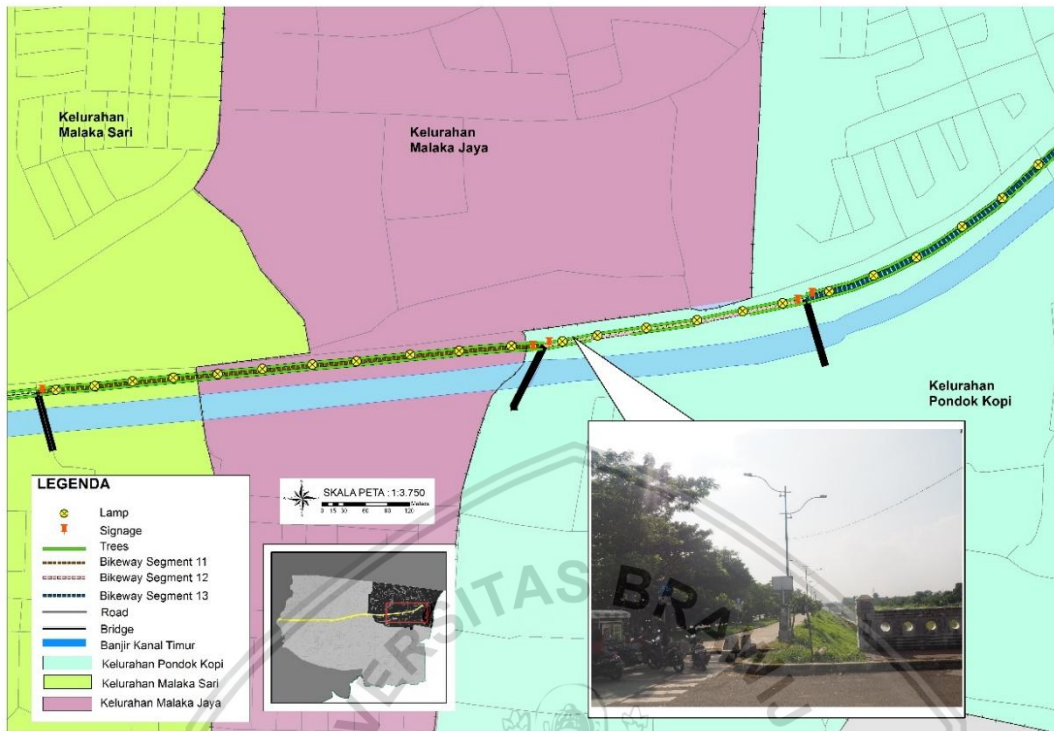 Kelurahan
Malaka Sari
Kelurahan
Malaka Jaya
Kelurahan
Pondok Kopi
LEGENDA
Lamp
Signage
Trees
Bikeway Segment 11
Bikeway Segment 12
Bikeway Segment 13
Road
Bridge
Banjir Kanal Timur
Kelurahan Pondok Kopi
Kelurahan Malaka Sari
Kelurahan Malaka Jaya
SKALA PETA : 1:3.750
0 15 30 60 90 120
Meters
VERSITAS BRAWIJ